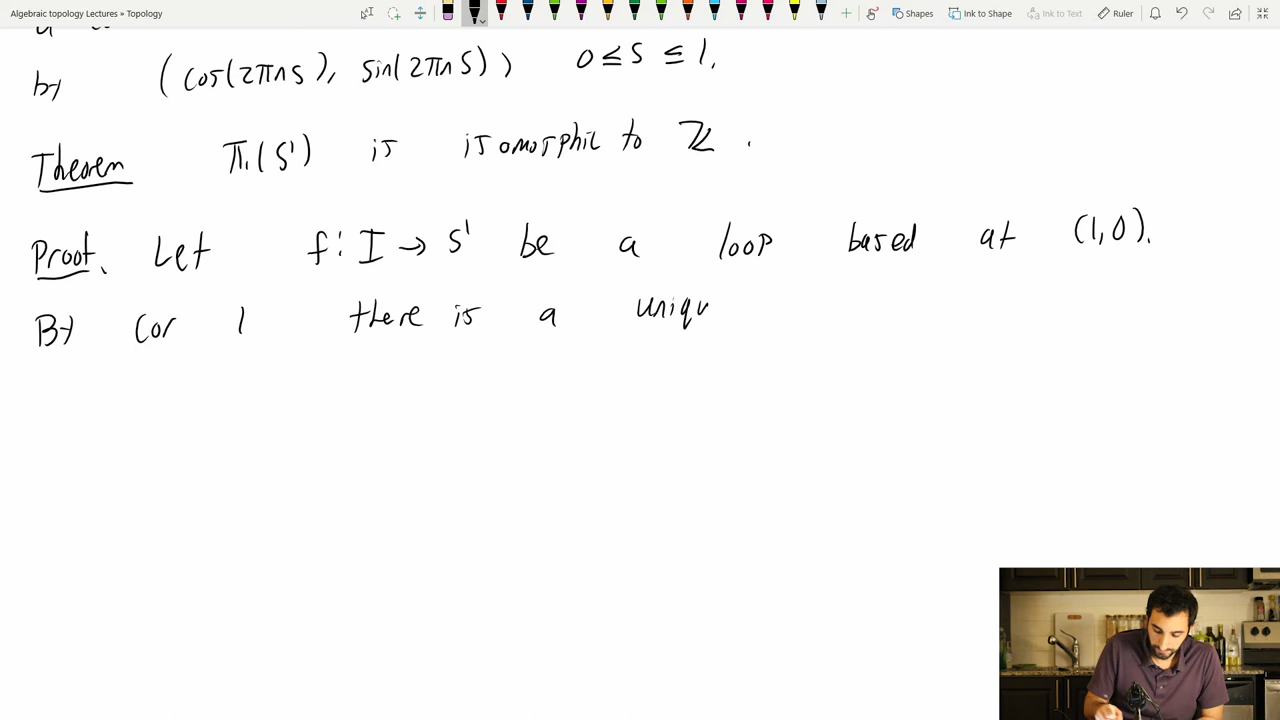 Algebraic topology Lectures » Topology
Shapes Ink to Shape Ink to Text Ruler
by (cos(2πns), sin(2πns)) 0 ≤ s ≤ 1.
Theorem π₁(S¹) is isomorphic to ℤ.
Proof. Let f: I → S¹ be a loop based at (1,0).
By Cor 1 there is a uniqu